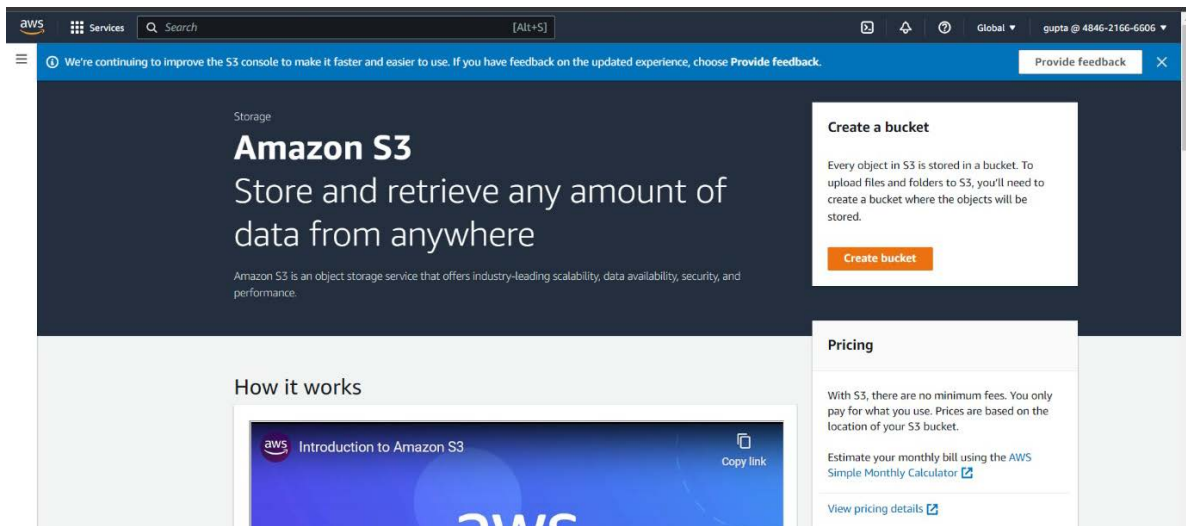 aws Services Search [Alt+S] Global ▼ gupta @ 4846-2166-6606 ▼
We're continuing to improve the S3 console to make it faster and easier to use. If you have feedback on the updated experience, choose Provide feedback. Provide feedback
Storage
Amazon S3
Store and retrieve any amount of
data from anywhere
Amazon S3 is an object storage service that offers industry-leading scalability, data availability, security, and
performance.
Create a bucket
Every object in S3 is stored in a bucket. To
upload files and folders to S3, you'll need to
create a bucket where the objects will be
stored.
Create bucket
How it works
aws Introduction to Amazon S3
Copy link
aws
Pricing
With S3, there are no minimum fees. You only
pay for what you use. Prices are based on the
location of your S3 bucket.
Estimate your monthly bill using the AWS
Simple Monthly Calculator
View pricing details